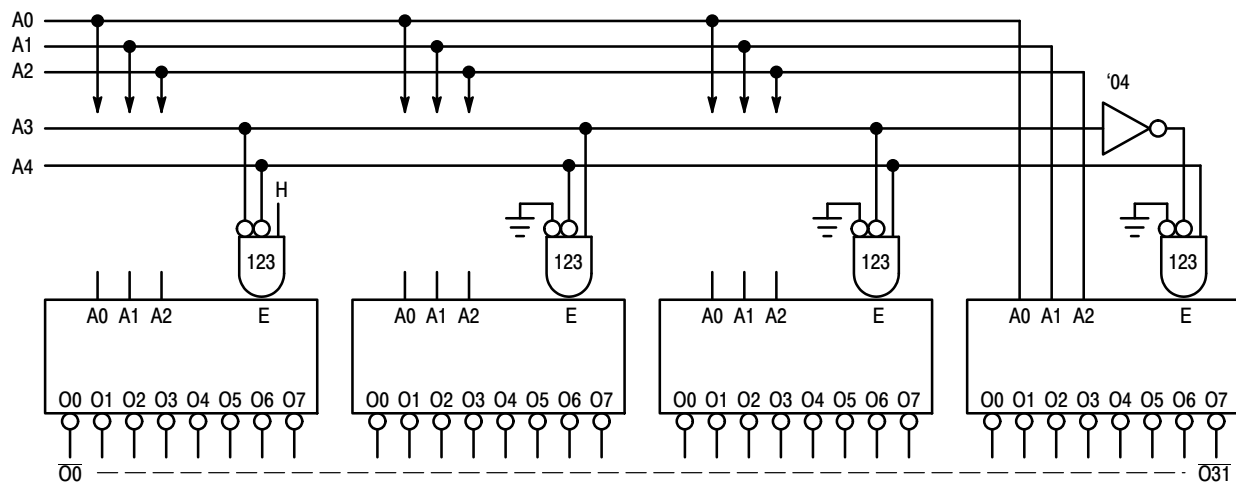 A0
A1
A2
‘04
A3
A4
H
123 123 123 123
A0 A1 A2 E A0 A1 A2 E A0 A1 A2 E A0 A1 A2 E
O0 O1 O2 O3 O4 O5 O6 O7 O0 O1 O2 O3 O4 O5 O6 O7 O0 O1 O2 O3 O4 O5 O6 O7 O0 O1 O2 O3 O4 O5 O6 O7
O0 O31